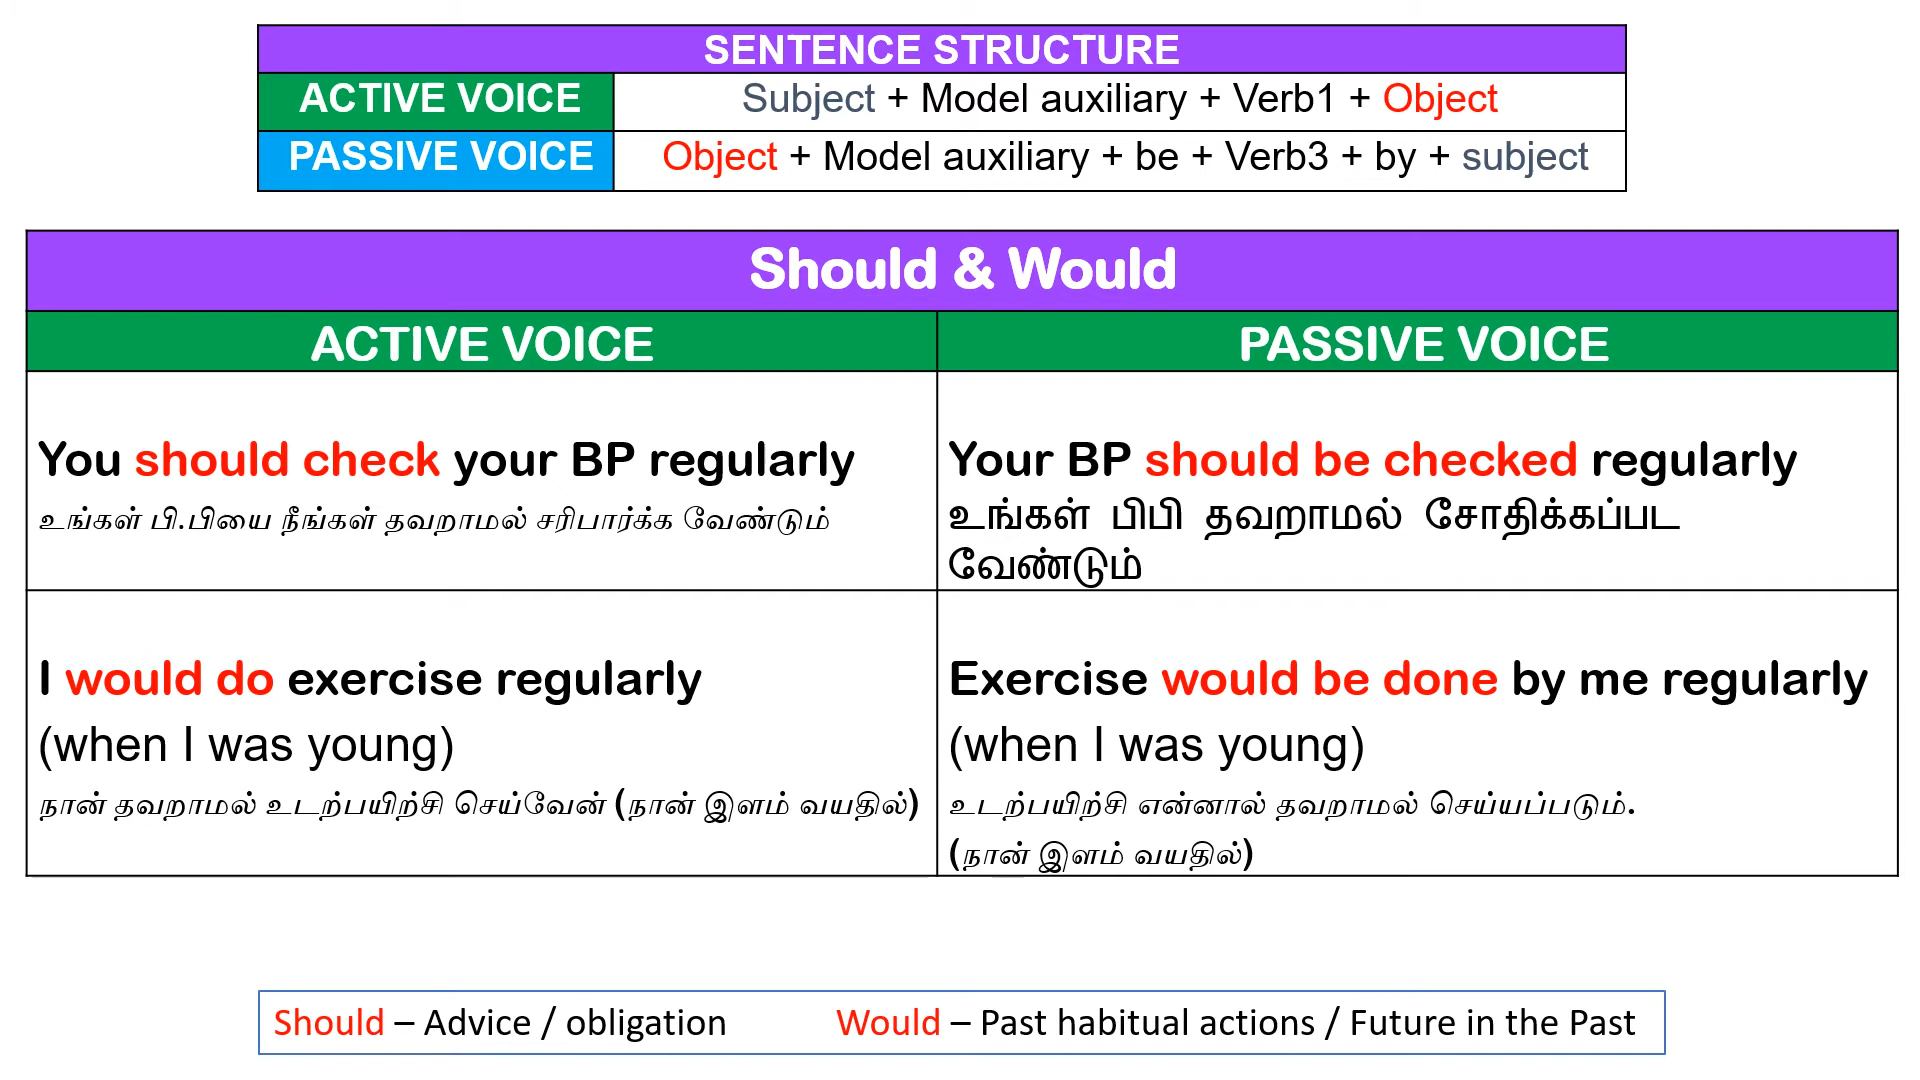 SENTENCE STRUCTURE
ACTIVE VOICE Subject + Model auxiliary + Verb1 + Object
PASSIVE VOICE Object + Model auxiliary + be + Verb3 + by + subject
Should & Would
ACTIVE VOICE
PASSIVE VOICE
You should check your BP regularly
உங்கள் பி.பியை நீங்கள் தவறாமல் சரிபார்க்க வேண்டும்
Your BP should be checked regularly
உங்கள் பிபி தவறாமல் சோதிக்கப்பட
வேண்டும்
I would do exercise regularly
(when I was young)
நான் தவறாமல் உடற்பயிற்சி செய்வேன் (நான் இளம் வயதில்)
Exercise would be done by me regularly
(when I was young)
உடற்பயிற்சி என்னால் தவறாமல் செய்யப்படும்.
(நான் இளம் வயதில்)
Should – Advice / obligation Would – Past habitual actions / Future in the Past